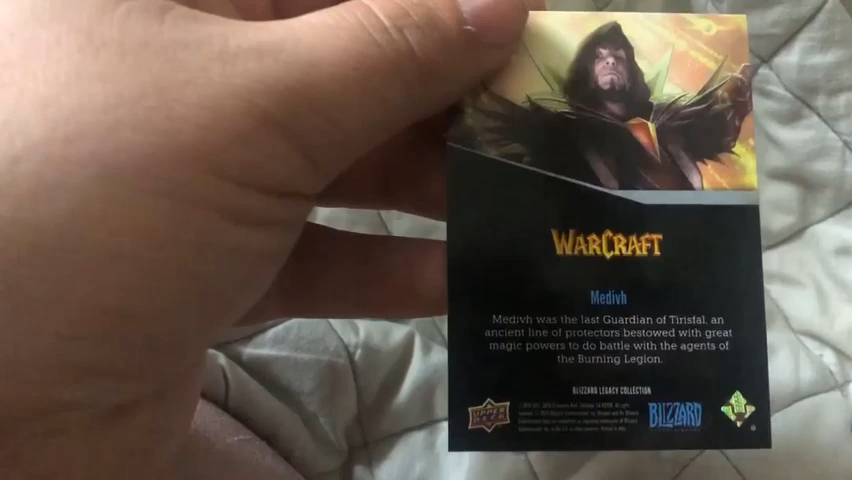 WARCRAFT
Medivh
Medivh was the last Guardian of Tirisfal, an
ancient line of protectors bestowed with great
magic powers to do battle with the agents of
the Burning Legion.
BLIZZARD LEGACY COLLECTION
UPPER DECK
BLIZZARD